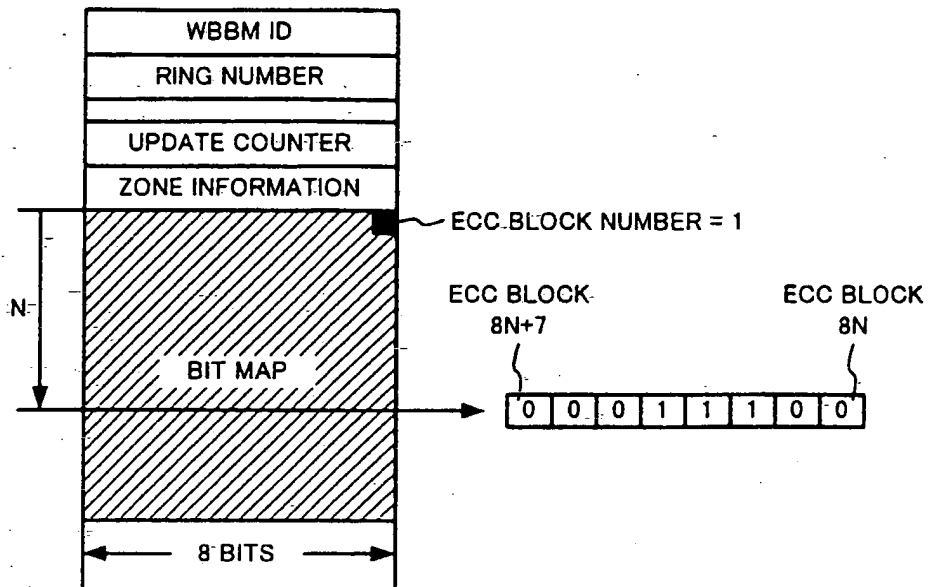 WBBM ID
RING NUMBER
UPDATE COUNTER
ZONE INFORMATION
ECC BLOCK NUMBER = 1
N
BIT MAP
ECC BLOCK
8N+7
ECC BLOCK
8N
0 0 0 1 1 1 0 0
8 BITS